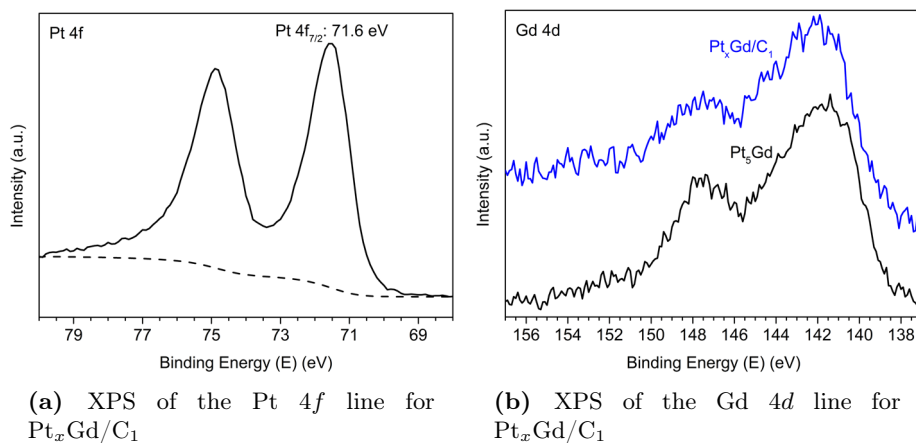 Pt 4f
Pt 4f7/2: 71.6 eV
Intensity (a.u.)
79 77 75 73 71 69
Binding Energy (E) (eV)
(a) XPS of the Pt 4f line for
PtxGd/C1
Gd 4d
PtxGd/C1
Pt5Gd
Intensity (a.u.)
156 154 152 150 148 146 144 142 140 138
Binding Energy (E) (eV)
(b) XPS of the Gd 4d line for
PtxGd/C1